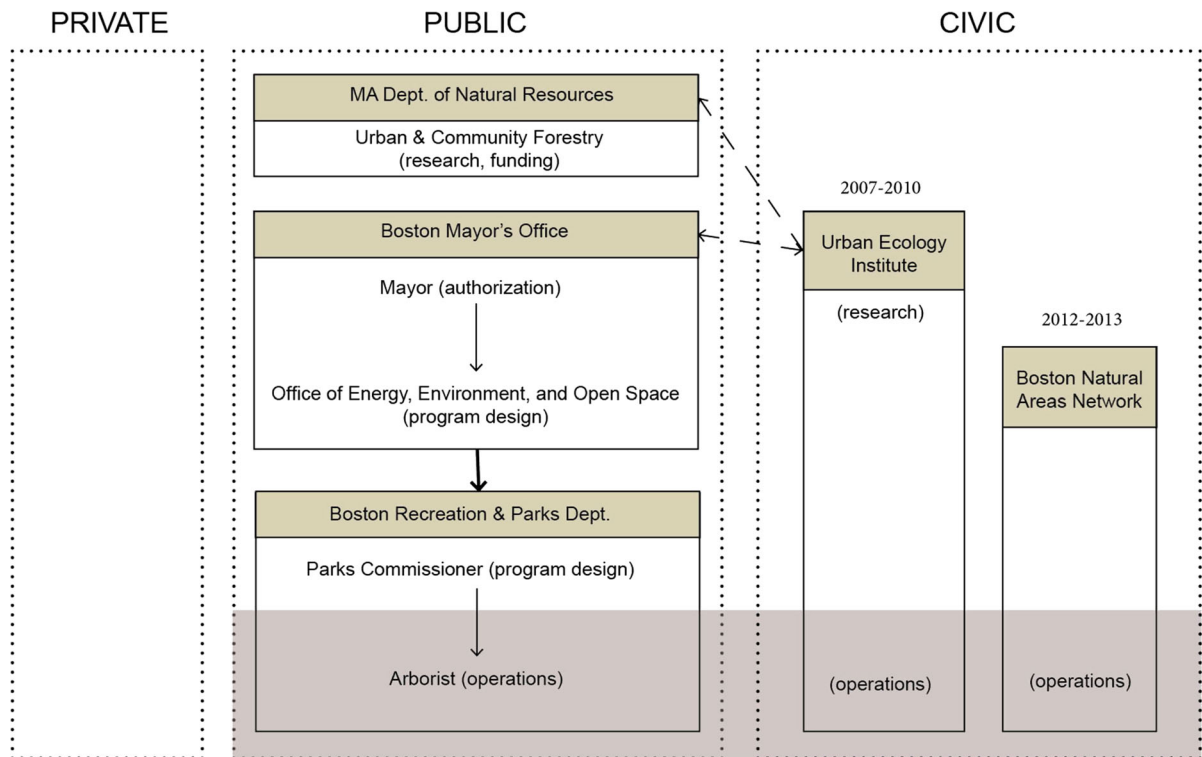 PRIVATE
PUBLIC
CIVIC
MA Dept. of Natural Resources
Urban & Community Forestry
(research, funding)
Boston Mayor's Office
Mayor (authorization)
Office of Energy, Environment, and Open Space
(program design)
Boston Recreation & Parks Dept.
Parks Commissioner (program design)
Arborist (operations)
2007-2010
Urban Ecology
Institute
(research)
(operations)
2012-2013
Boston Natural
Areas Network
(operations)